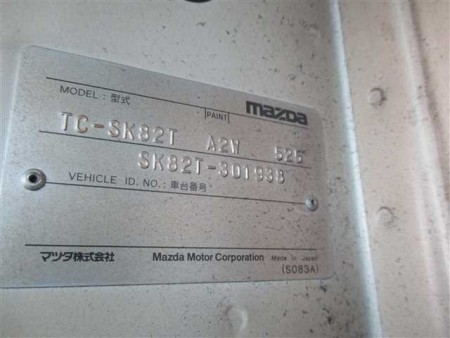 MODEL : 型式 PAINT mazda
TC-SK82T A2W 526
SK82T-301938
VEHICLE ID. NO. : 車台番号
マツダ株式会社 Mazda Motor Corporation Made in Japan
(S083A)